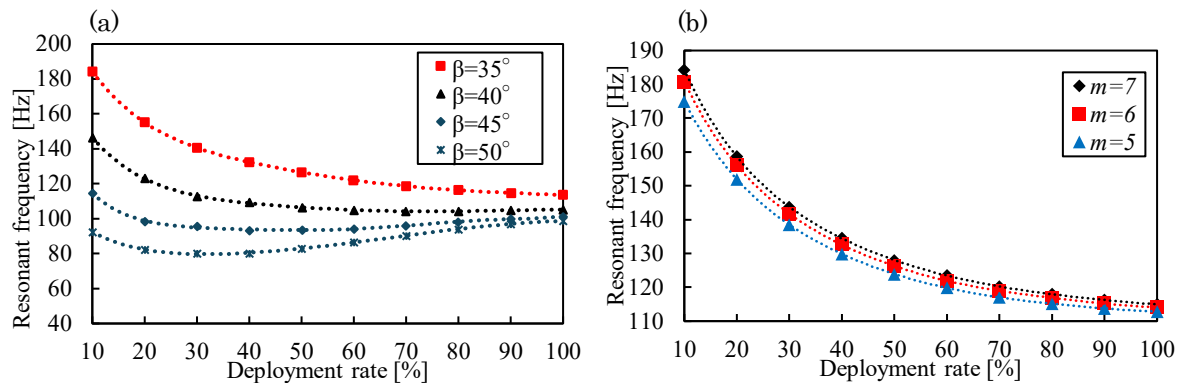 (a)
Resonant frequency [Hz]
200
180
160
140
120
100
80
60
40
10 20 30 40 50 60 70 80 90 100
Deployment rate [%]
β=35°
β=40°
β=45°
β=50°
(b)
Resonant frequency [Hz]
190
180
170
160
150
140
130
120
110
10 20 30 40 50 60 70 80 90 100
Deployment rate [%]
m=7
m=6
m=5